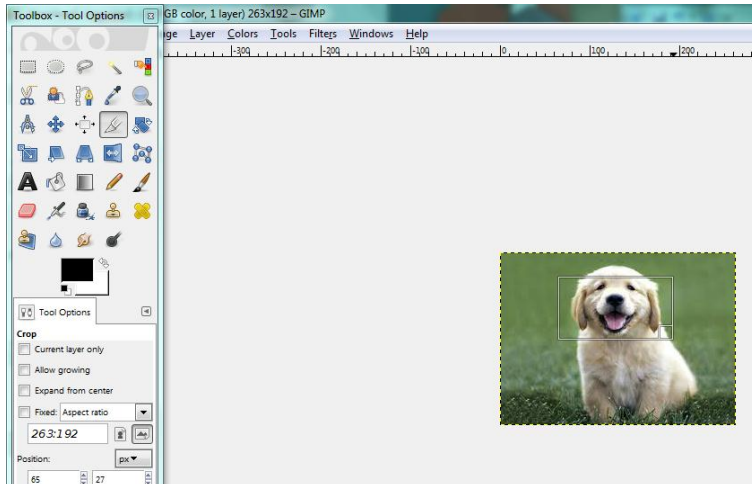 Toolbox - Tool Options
GB color, 1 layer) 263x192 – GIMP
ge Layer Colors Tools Filters Windows Help
-300 -200 -100 0 100 200
A
Tool Options
Crop
Current layer only
Allow growing
Expand from center
Fixed: Aspect ratio
263:192
Position: px
65 27